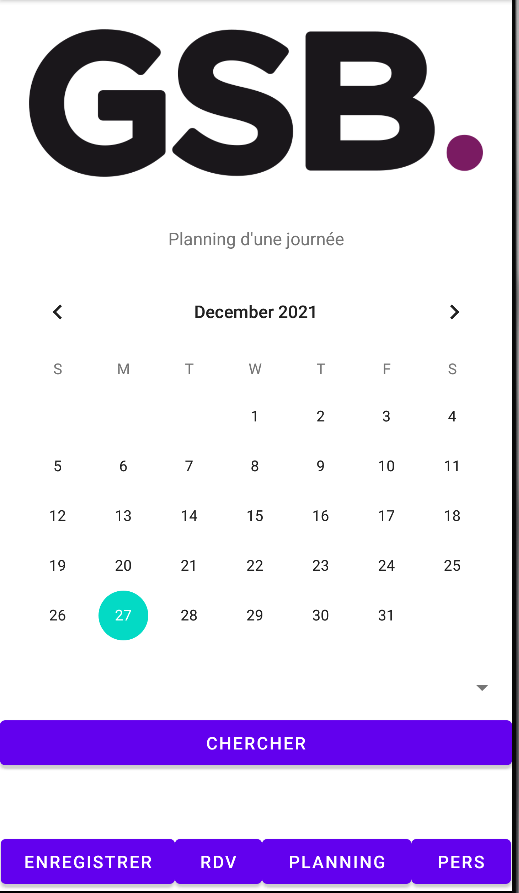 GSB.
Planning d'une journée
December 2021
S M T W T F S
1 2 3 4
5 6 7 8 9 10 11
12 13 14 15 16 17 18
19 20 21 22 23 24 25
26 27 28 29 30 31
CHERCHER
ENREGISTRER RDV PLANNING PERS